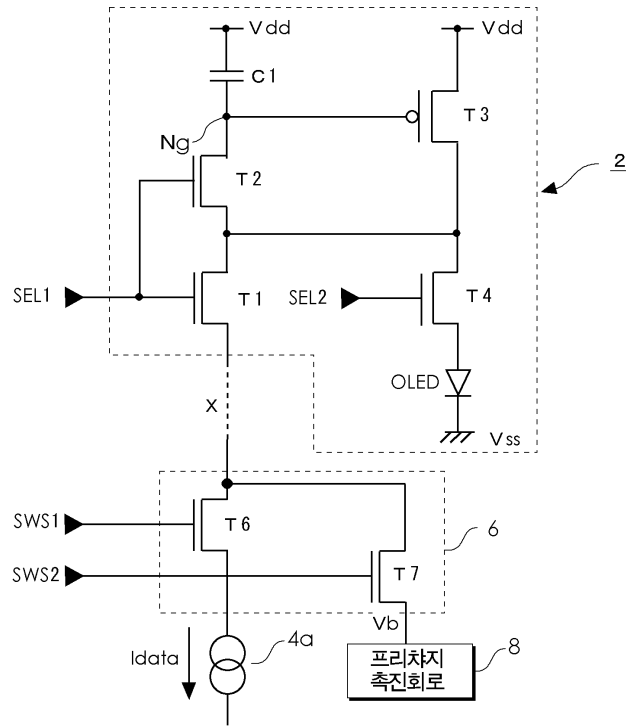 Vdd
Vdd
C1
T3
Ng
T2
2
SEL1
T1
SEL2
T4
OLED
X
Vss
SWS1
T6
6
SWS2
T7
Vb
Idata
4a
프리챠지
촉진회로
8